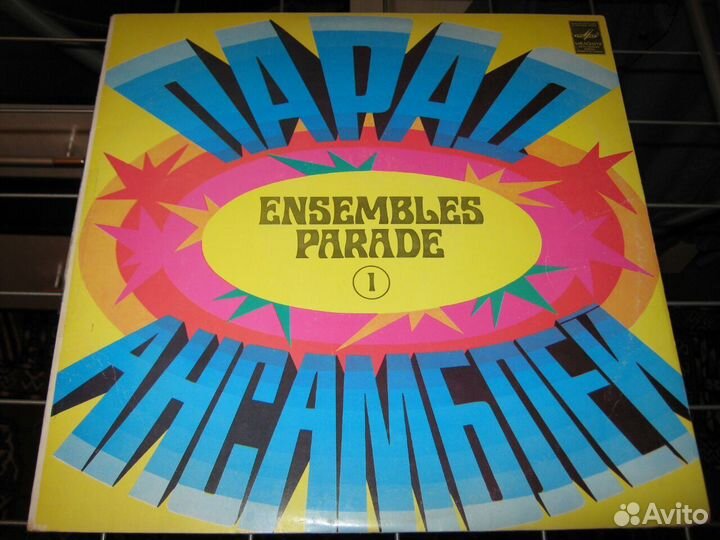 ПАРАД
ENSEMBLES
PARADE
1
АНСАМБЛЕЙ
Avito